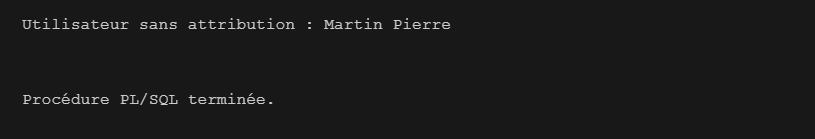 Utilisateur sans attribution : Martin Pierre
Procédure PL/SQL terminée.